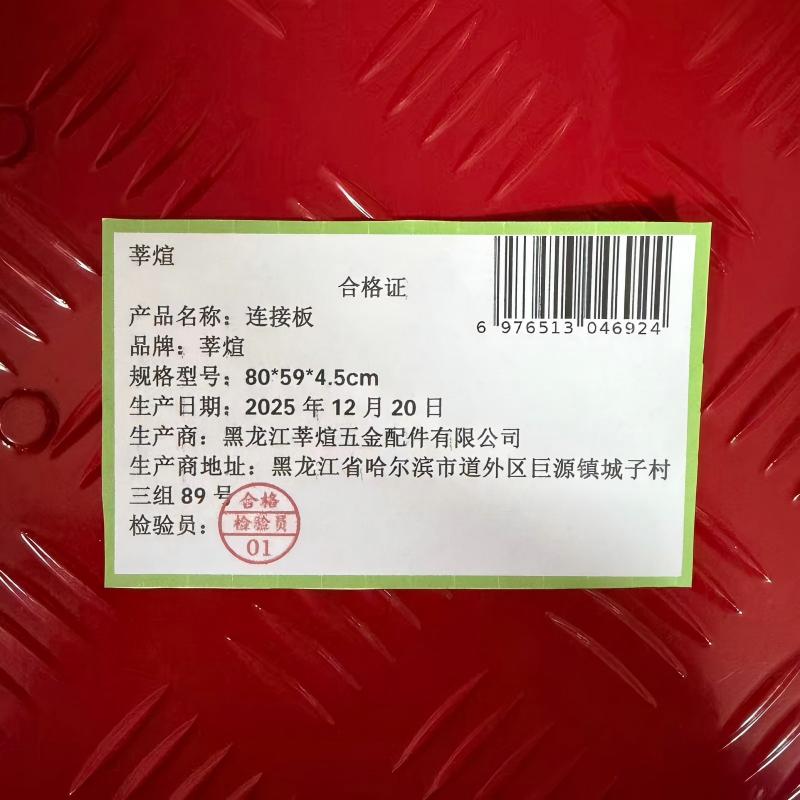 莘煊
合格证
6 976513 046924
产品名称：连接板
品牌：莘煊
规格型号：80*59*4.5cm
生产日期：2025 年 12 月 20 日
生产商：黑龙江莘煊五金配件有限公司
生产商地址：黑龙江省哈尔滨市道外区巨源镇城子村
三组 89 号
检验员：
合格
检验员
01